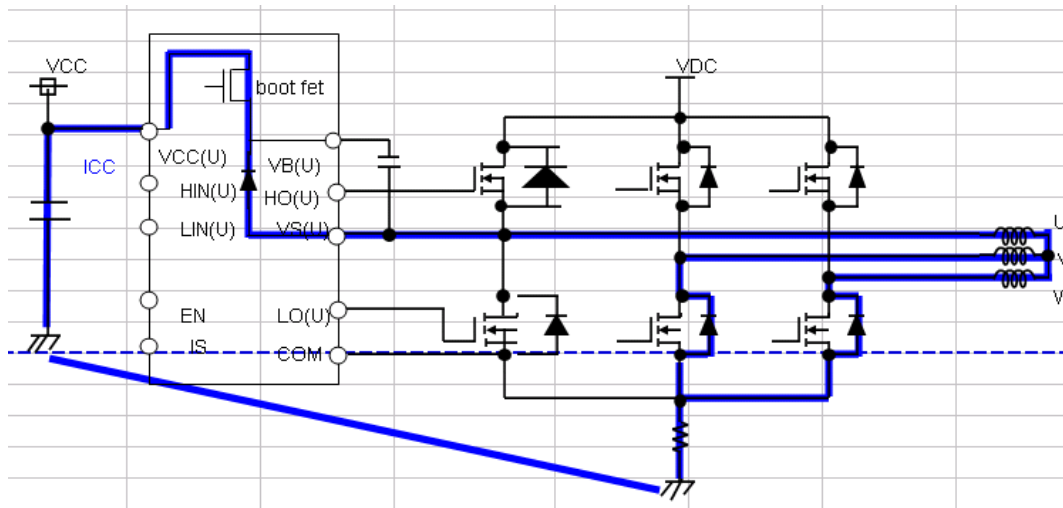 VCC
VDC
boot fet
ICC
VCC(U)
VB(U)
HIN(U)
HO(U)
LIN(U)
VS(U)
U
V
W
EN
LO(U)
IS
COM